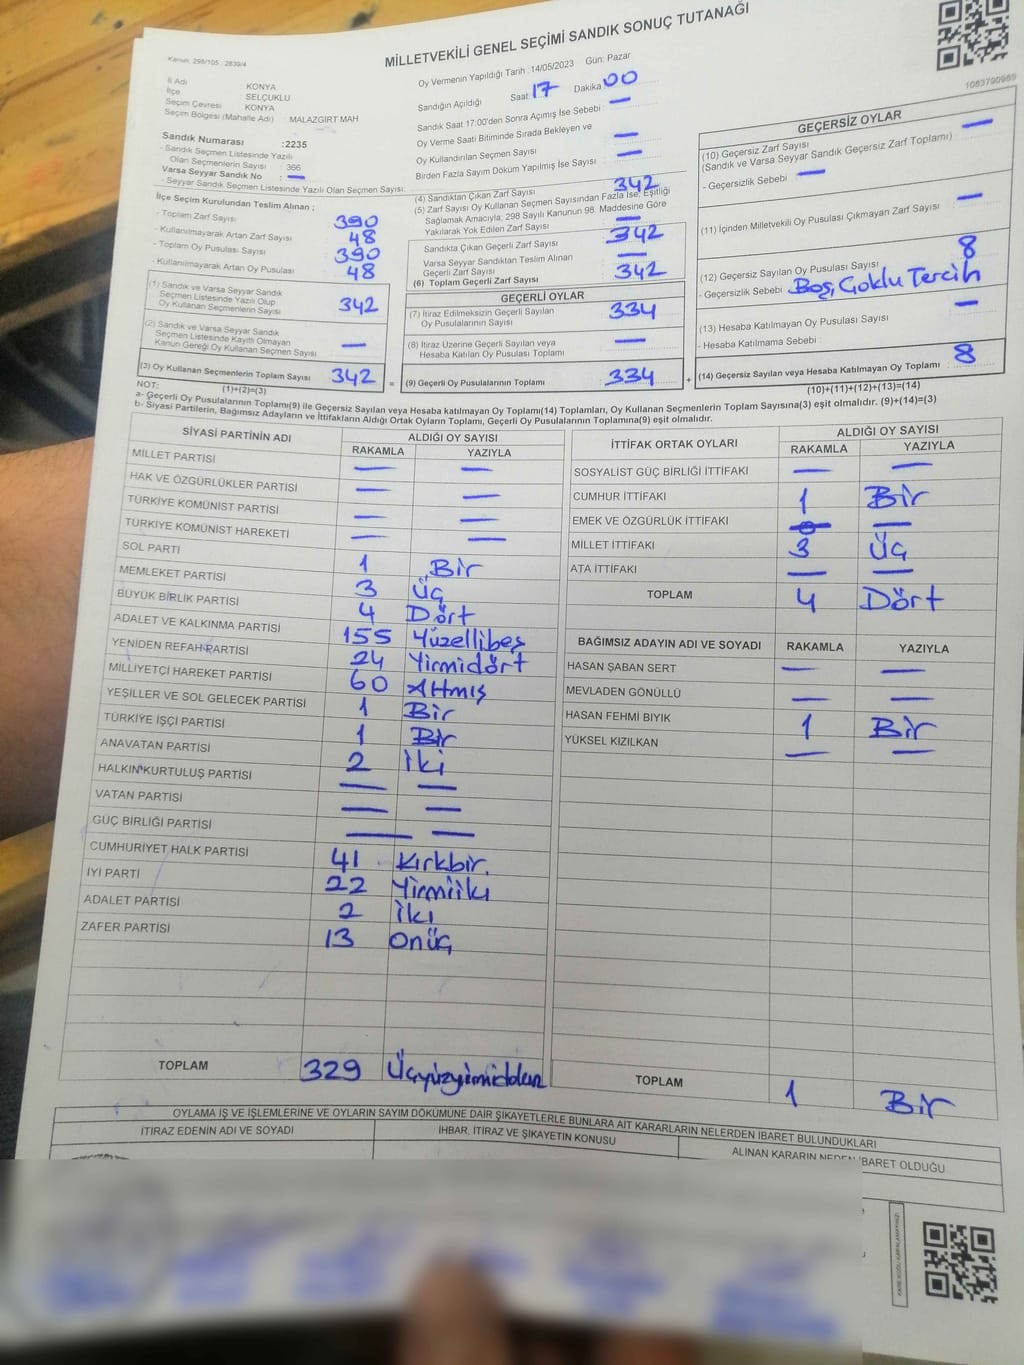 MİLLETVEKİLİ GENEL SEÇİMİ SANDIK SONUÇ TUTANAĞI
Kanun: 298/105 , 2839/4
1083790969
İl Adı : KONYA
İlçe : SELÇUKLU
Seçim Çevresi : KONYA
Seçim Bölgesi (Mahalle Adı) MALAZGİRT MAH
Sandık Numarası :2235
- Sandık Seçmen Listesinde Yazılı
Olan Seçmenlerin Sayısı 366
Varsa Seyyar Sandık No : —
- Seyyar Sandık Seçmen Listesinde Yazılı Olan Seçmen Sayısı:
İlçe Seçim Kurulundan Teslim Alınan ;
- Toplam Zarf Sayısı 390
- Kullanılmayarak Artan Zarf Sayısı 48
- Toplam Oy Pusulası Sayısı 390
- Kullanılmayarak Artan Oy Pusulası 48
(1) Sandık ve Varsa Seyyar Sandık
Seçmen Listesinde Yazılı Olup
Oy Kullanan Seçmenlerin Sayısı 342
(2) Sandık ve Varsa Seyyar Sandık
Seçmen Listesinde Kayıtlı Olmayan
Kanun Gereği Oy Kullanan Seçmen Sayısı —
(3) Oy Kullanan Seçmenlerin Toplam Sayısı 342 =
(1)+(2)=(3)
Oy Vermenin Yapıldığı Tarih : 14/05/2023 Gün: Pazar
Sandığın Açıldığı Saat 17 Dakika 00
Sandık Saat 17:00'den Sonra Açımış İse Sebebi : —
Oy Verme Saati Bitiminde Sırada Bekleyen ve
Oy Kullandırılan Seçmen Sayısı —
Birden Fazla Sayım Döküm Yapılmış İse Sayısı —
(4) Sandıktan Çıkan Zarf Sayısı 342
(5) Zarf Sayısı Oy Kullanan Seçmen Sayısından Fazla İse, Eşitliği
Sağlamak Amacıyla; 298 Sayılı Kanunun 98. Maddesine Göre
Yakılarak Yok Edilen Zarf Sayısı —
Sandıkta Çıkan Geçerli Zarf Sayısı 342
Varsa Seyyar Sandıktan Teslim Alınan
Geçerli Zarf Sayısı —
(6) Toplam Geçerli Zarf Sayısı 342
GEÇERLİ OYLAR
(7) İtiraz Edilmeksizin Geçerli Sayılan
Oy Pusulalarının Sayısı 334
(8) İtiraz Üzerine Geçerli Sayılan veya
Hesaba Katılan Oy Pusulası Toplamı —
(9) Geçerli Oy Pusulalarının Toplamı 334 +
GEÇERSİZ OYLAR
(10) Geçersiz Zarf Sayısı
(Sandık ve Varsa Seyyar Sandık Geçersiz Zarf Toplamı) —
- Geçersizlik Sebebi —
(11) İçinden Milletvekili Oy Pusulası Çıkmayan Zarf Sayısı —
(12) Geçersiz Sayılan Oy Pusulası Sayısı 8
- Geçersizlik Sebebi : Boş, Çoklu Tercih
(13) Hesaba Katılmayan Oy Pusulası Sayısı —
- Hesaba Katılmama Sebebi :
(14) Geçersiz Sayılan veya Hesaba Katılmayan Oy Toplamı : 8
(10)+(11)+(12)+(13)=(14)
NOT:
a- Geçerli Oy Pusulalarının Toplamı(9) ile Geçersiz Sayılan veya Hesaba katılmayan Oy Toplamı(14) Toplamları, Oy Kullanan Seçmenlerin Toplam Sayısına(3) eşit olmalıdır. (9)+(14)=(3)
b- Siyasi Partilerin, Bağımsız Adayların ve İttifakların Aldığı Ortak Oyların Toplamı, Geçerli Oy Pusulalarının Toplamına(9) eşit olmalıdır.
SİYASİ PARTİNİN ADI ALDIĞI OY SAYISI
RAKAMLA YAZIYLA
MİLLET PARTİSİ — —
HAK VE ÖZGÜRLÜKLER PARTİSİ — —
TÜRKİYE KOMÜNİST PARTİSİ — —
TÜRKİYE KOMÜNİST HAREKETİ — —
SOL PARTİ 1 Bir
MEMLEKET PARTİSİ 3 Üç
BÜYÜK BİRLİK PARTİSİ 4 Dört
ADALET VE KALKINMA PARTİSİ 155 Yüzellibeş
YENİDEN REFAH PARTİSİ 24 Yirmidört
MİLLİYETÇİ HAREKET PARTİSİ 60 Altmış
YEŞİLLER VE SOL GELECEK PARTİSİ 1 Bir
TÜRKİYE İŞÇİ PARTİSİ 1 Bir
ANAVATAN PARTİSİ 2 İki
HALKIN KURTULUŞ PARTİSİ — —
VATAN PARTİSİ — —
GÜÇ BİRLİĞİ PARTİSİ — —
CUMHURİYET HALK PARTİSİ 41 Kırkbir.
İYİ PARTİ 22 Yirmiiki
ADALET PARTİSİ 2 İki
ZAFER PARTİSİ 13 Onüç
TOPLAM 329
İTTİFAK ORTAK OYLARI ALDIĞI OY SAYISI
RAKAMLA YAZIYLA
SOSYALİST GÜÇ BİRLİĞİ İTTİFAKI — —
CUMHUR İTTİFAKI 1 Bir
EMEK VE ÖZGÜRLÜK İTTİFAKI — —
MİLLET İTTİFAKI 3 Üç
ATA İTTİFAKI — —
TOPLAM 4 Dört
BAĞIMSIZ ADAYIN ADI VE SOYADI RAKAMLA YAZIYLA
HASAN ŞABAN SERT — —
MEVLADEN GÖNÜLLÜ — —
HASAN FEHMİ BIYIK 1 Bir
YÜKSEL KIZILKAN — —
TOPLAM 1 Bir
OYLAMA İŞ VE İŞLEMLERİNE VE OYLARIN SAYIM DÖKÜMÜNE DAİR ŞİKAYETLERLE BUNLARA AİT KARARLARIN NELERDEN İBARET BULUNDUKLARI
İTİRAZ EDENİN ADI VE SOYADI İHBAR, İTİRAZ VE ŞİKAYETİN KONUSU ALINAN KARARIN NEDEN İBARET OLDUĞU